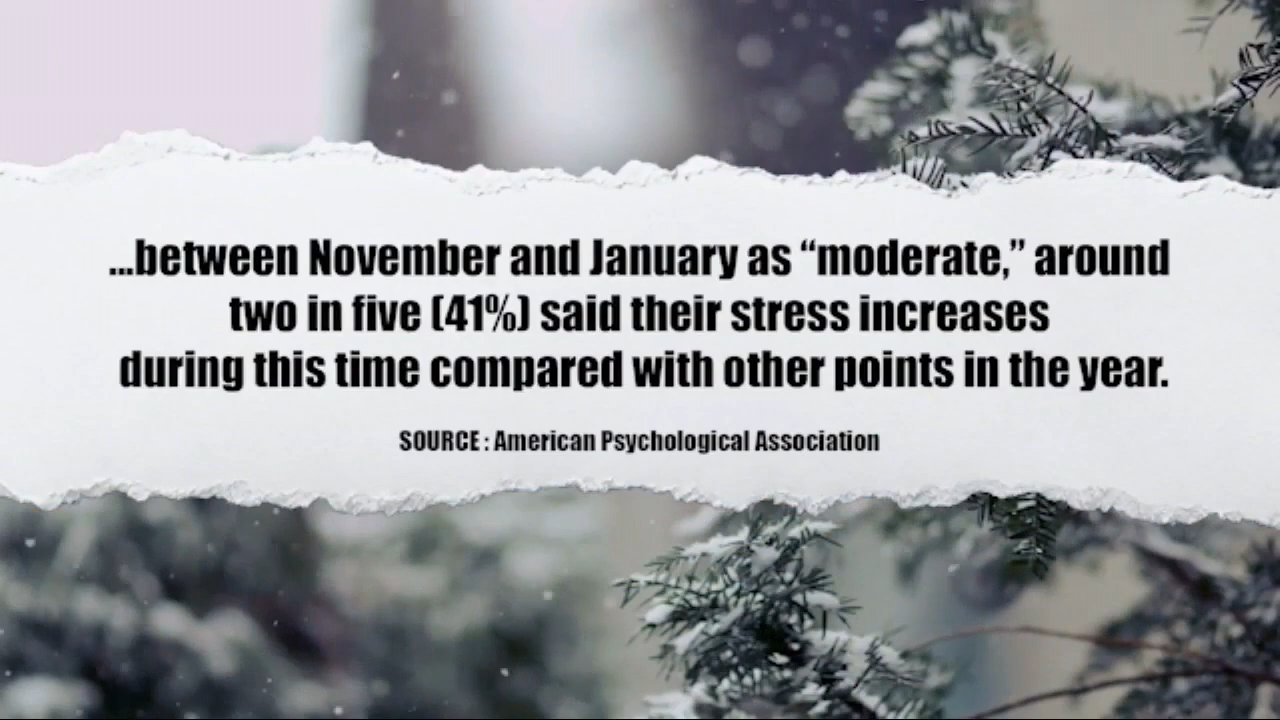 ...between November and January as “moderate,” around
two in five (41%) said their stress increases
during this time compared with other points in the year.
SOURCE : American Psychological Association